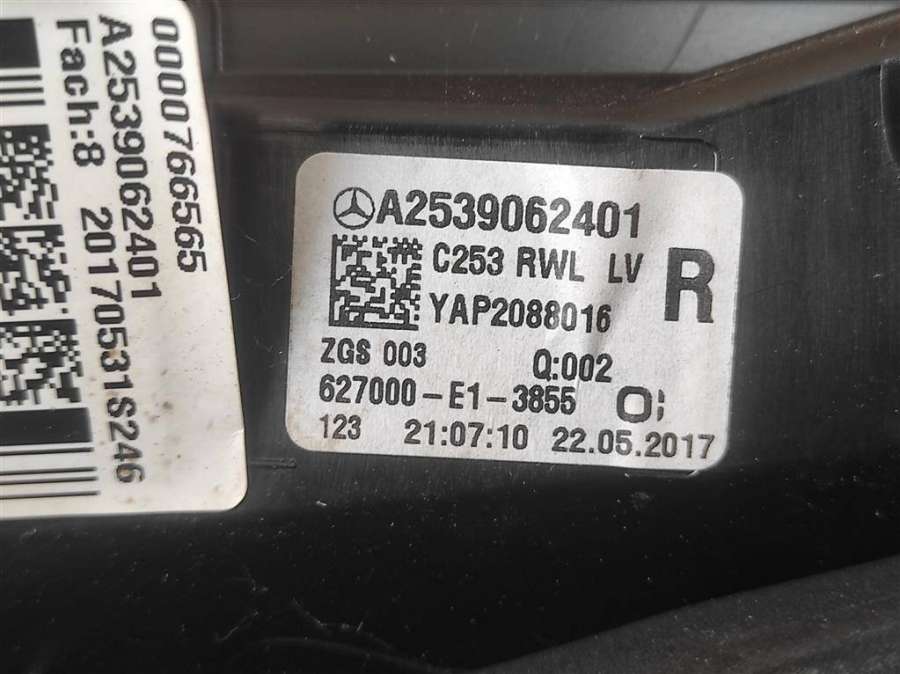 0000766565
A2539062401
Fach:8 20170531S246
A2539062401
C253 RWL LV
R
YAP2088016
ZGS 003 Q:002
627000-E1-3855
123 21:07:10 22.05.2017